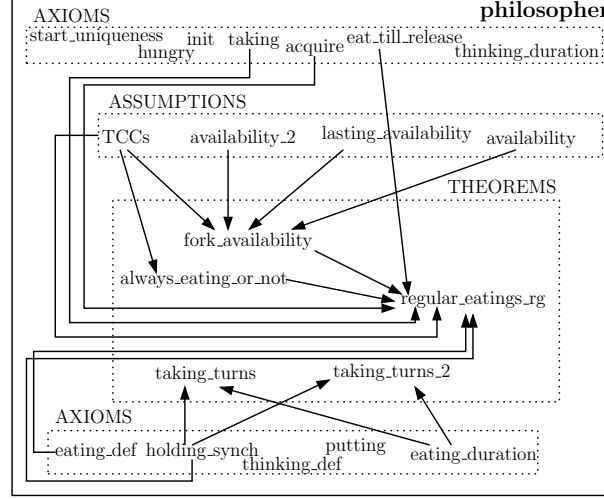 philosopher
AXIOMS
start_uniqueness init taking acquire eat_till_release
hungry thinking_duration
ASSUMPTIONS
TCCs availability_2 lasting_availability availability
THEOREMS
fork_availability
always_eating_or_not
regular_eatings_rg
taking_turns taking_turns_2
AXIOMS
eating_def holding_synch putting eating_duration
thinking_def